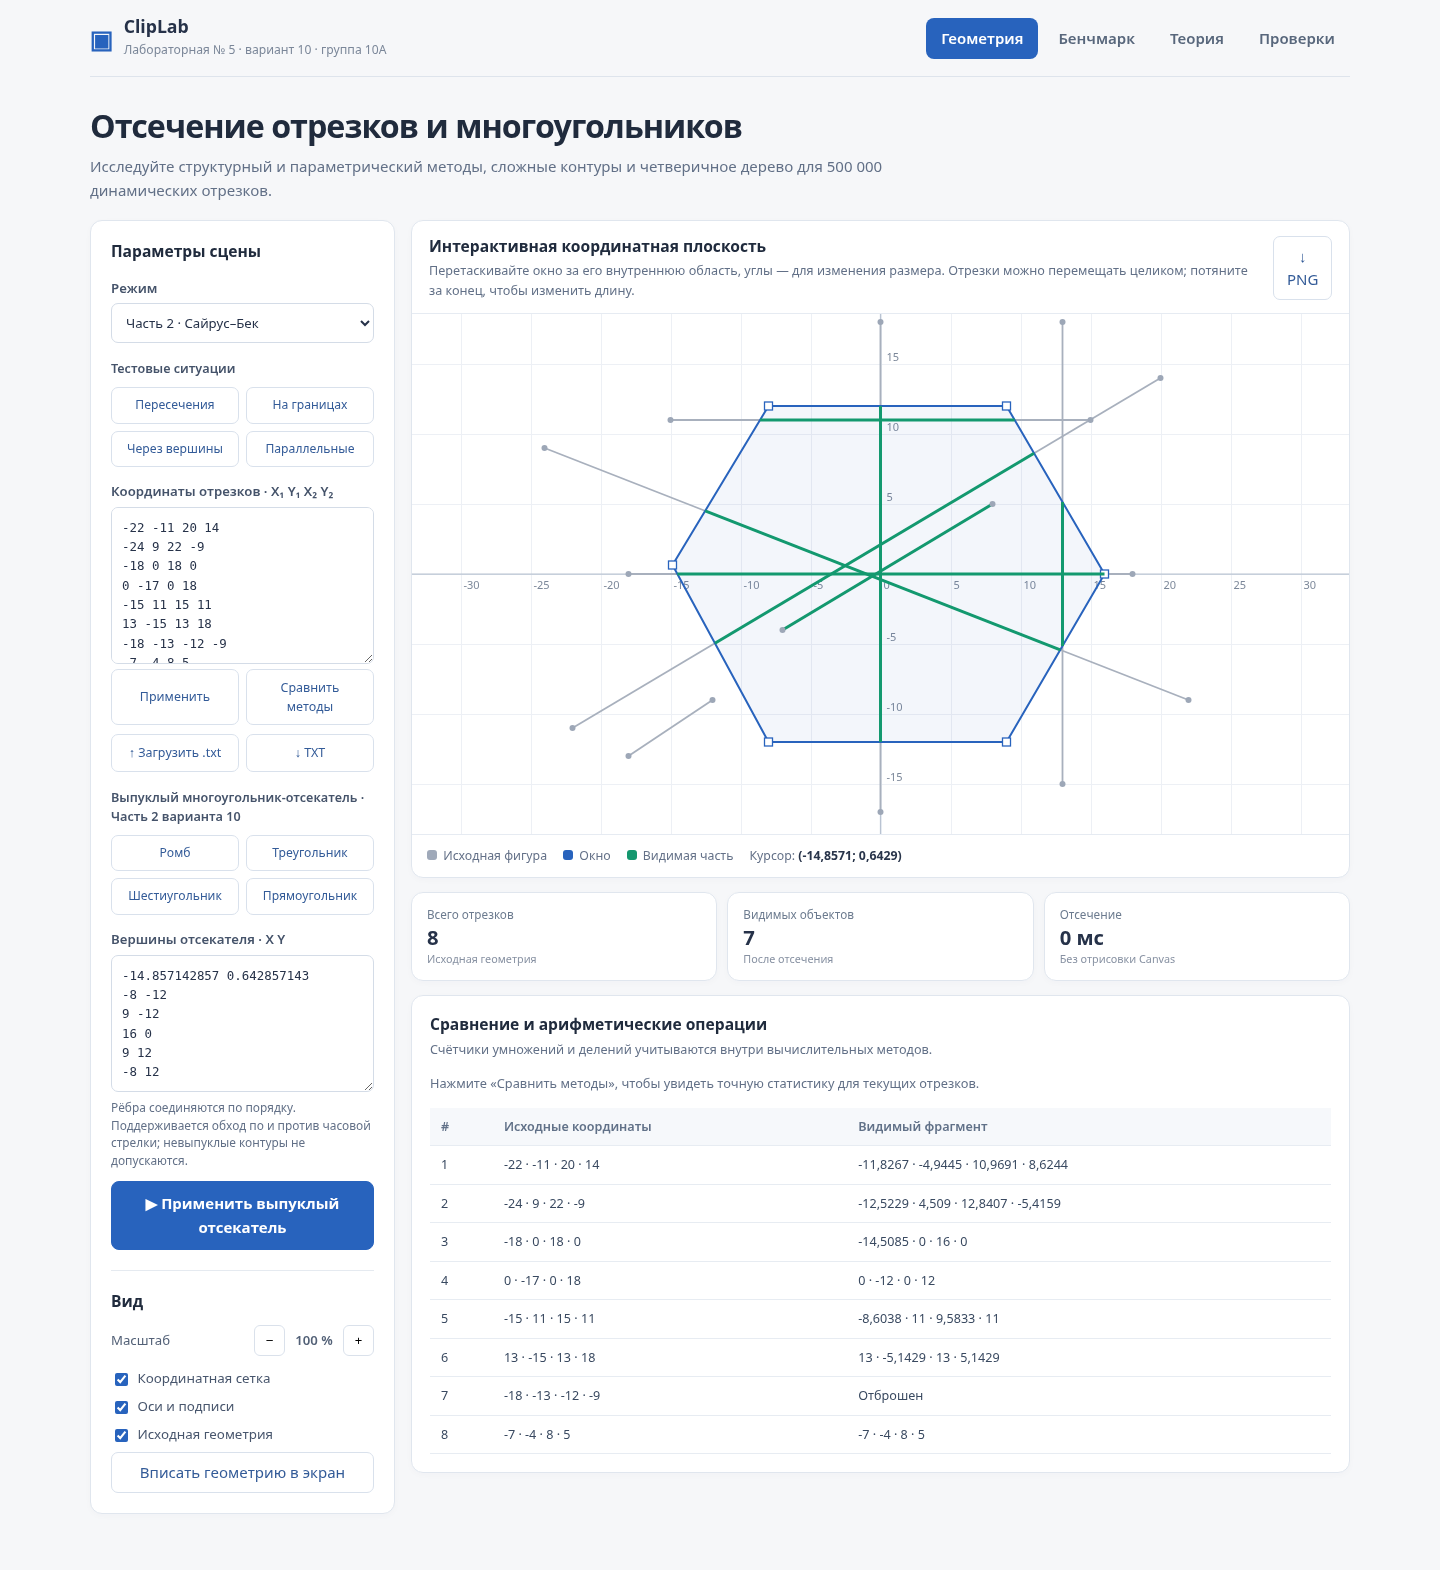 ClipLab
Лабораторная № 5 · вариант 10 · группа 10А
Геометрия
Бенчмарк
Теория
Проверки
Отсечение отрезков и многоугольников
Исследуйте структурный и параметрический методы, сложные контуры и четверичное дерево для 500 000
динамических отрезков.
Параметры сцены
Режим
Часть 2 · Сайрус–Бек
Тестовые ситуации
Пересечения
На границах
Через вершины
Параллельные
Координаты отрезков · X₁ Y₁ X₂ Y₂
-22 -11 20 14
-24 9 22 -9
-18 0 18 0
0 -17 0 18
-15 11 15 11
13 -15 13 18
-18 -13 -12 -9
-7 -4 8 5
Применить
Сравнить
методы
↑ Загрузить .txt
↓ TXT
Выпуклый многоугольник-отсекатель ·
Часть 2 варианта 10
Ромб
Треугольник
Шестиугольник
Прямоугольник
Вершины отсекателя · X Y
-14.857142857 0.642857143
-8 -12
9 -12
16 0
9 12
-8 12
Рёбра соединяются по порядку.
Поддерживается обход по и против часовой
стрелки; невыпуклые контуры не
допускаются.
▶ Применить выпуклый
отсекатель
Вид
Масштаб
−
100 %
+
Координатная сетка
Оси и подписи
Исходная геометрия
Вписать геометрию в экран
Интерактивная координатная плоскость
Перетаскивайте окно за его внутреннюю область, углы — для изменения размера. Отрезки можно перемещать целиком; потяните
за конец, чтобы изменить длину.
↓
PNG
15
10
5
-30 -25 -20 -15 -10 -5 0 5 10 15 20 25 30
-5
-10
-15
Исходная фигура
Окно
Видимая часть
Курсор: (-14,8571; 0,6429)
Всего отрезков
8
Исходная геометрия
Видимых объектов
7
После отсечения
Отсечение
0 мс
Без отрисовки Canvas
Сравнение и арифметические операции
Счётчики умножений и делений учитываются внутри вычислительных методов.
Нажмите «Сравнить методы», чтобы увидеть точную статистику для текущих отрезков.
# Исходные координаты Видимый фрагмент
1 -22 · -11 · 20 · 14 -11,8267 · -4,9445 · 10,9691 · 8,6244
2 -24 · 9 · 22 · -9 -12,5229 · 4,509 · 12,8407 · -5,4159
3 -18 · 0 · 18 · 0 -14,5085 · 0 · 16 · 0
4 0 · -17 · 0 · 18 0 · -12 · 0 · 12
5 -15 · 11 · 15 · 11 -8,6038 · 11 · 9,5833 · 11
6 13 · -15 · 13 · 18 13 · -5,1429 · 13 · 5,1429
7 -18 · -13 · -12 · -9 Отброшен
8 -7 · -4 · 8 · 5 -7 · -4 · 8 · 5